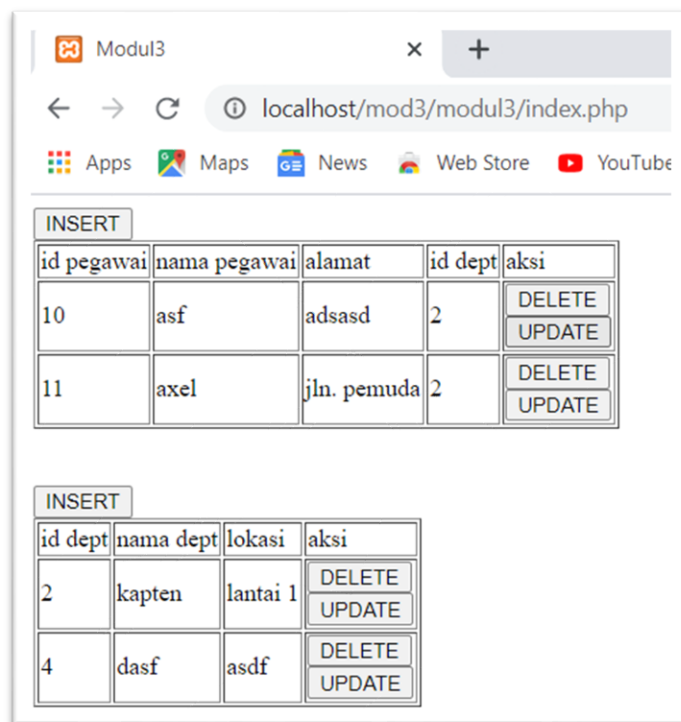 Modul3
localhost/mod3/modul3/index.php
Apps Maps News Web Store YouTube
INSERT
id pegawai nama pegawai alamat id dept aksi
10 asf adsasd 2 DELETE
UPDATE
11 axel jln. pemuda 2 DELETE
UPDATE
INSERT
id dept nama dept lokasi aksi
2 kapten lantai 1 DELETE
UPDATE
4 dasf asdf DELETE
UPDATE